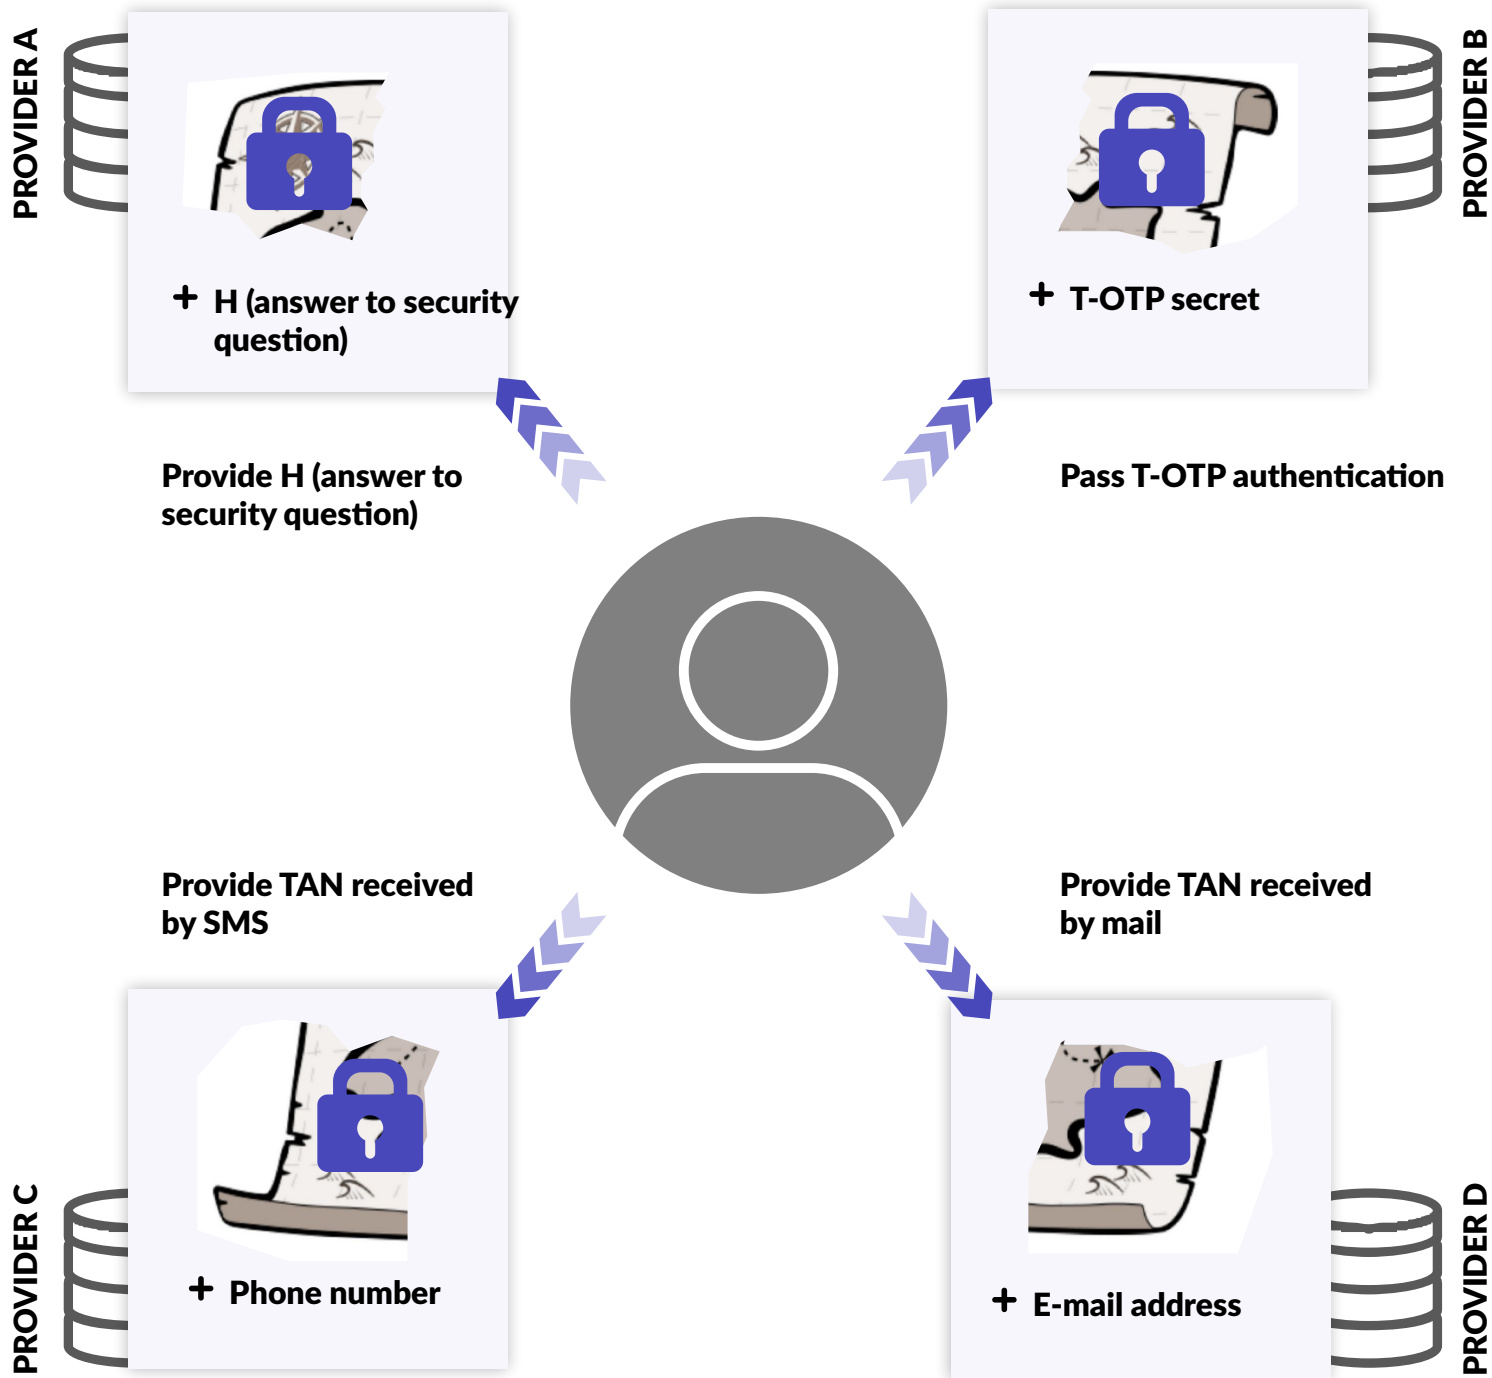 PROVIDER A
PROVIDER B
+ H (answer to security
question)
+ T-OTP secret
Provide H (answer to
security question)
Pass T-OTP authentication
Provide TAN received
by SMS
Provide TAN received
by mail
PROVIDER C
+ Phone number
+ E-mail address
PROVIDER D